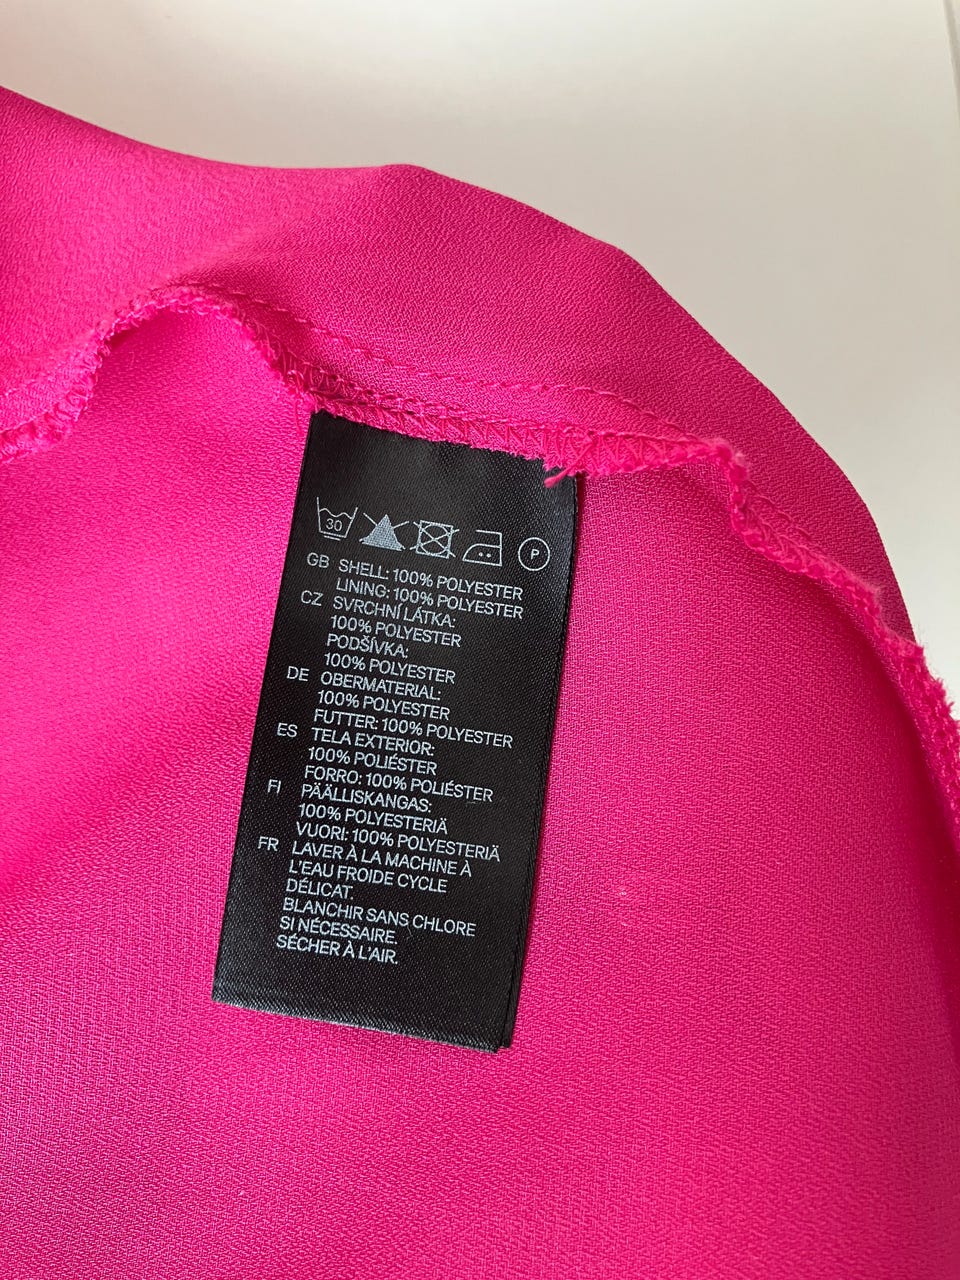 30
P
GB SHELL: 100% POLYESTER
LINING: 100% POLYESTER
CZ SVRCHNÍ LÁTKA:
100% POLYESTER
PODŠÍVKA:
100% POLYESTER
DE OBERMATERIAL:
100% POLYESTER
FUTTER: 100% POLYESTER
ES TELA EXTERIOR:
100% POLIÉSTER
FORRO: 100% POLIÉSTER
FI PÄÄLLISKANGAS:
100% POLYESTERIÄ
VUORI: 100% POLYESTERIÄ
FR LAVER À LA MACHINE À
L'EAU FROIDE CYCLE
DÉLICAT.
BLANCHIR SANS CHLORE
SI NÉCESSAIRE.
SÉCHER À L'AIR.